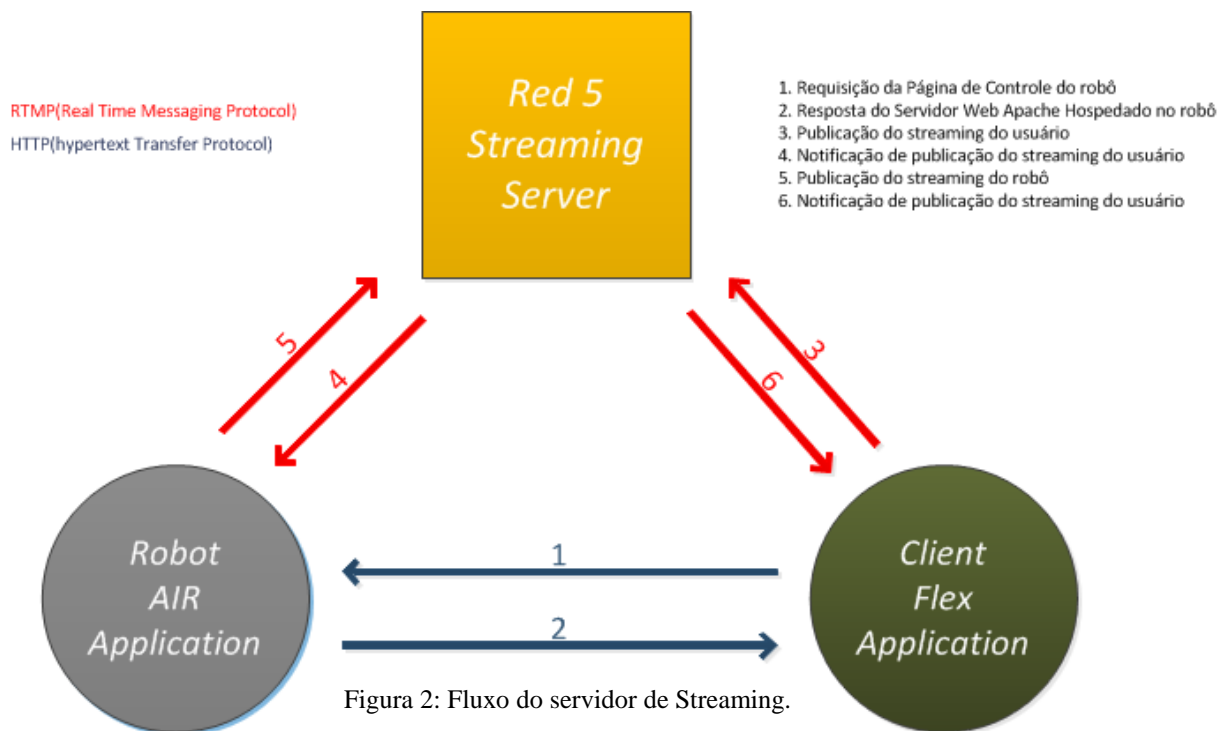 Red 5
Streaming
Server
RTMP(Real Time Messaging Protocol)
HTTP(hypertext Transfer Protocol)
1. Requisição da Página de Controle do robô
2. Resposta do Servidor Web Apache Hospedado no robô
3. Publicação do streaming do usuário
4. Notificação de publicação do streaming do usuário
5. Publicação do streaming do robô
6. Notificação de publicação do streaming do usuário
5
4
3
6
Robot
AIR
Application
1
2
Client
Flex
Application
Figura 2: Fluxo do servidor de Streaming.